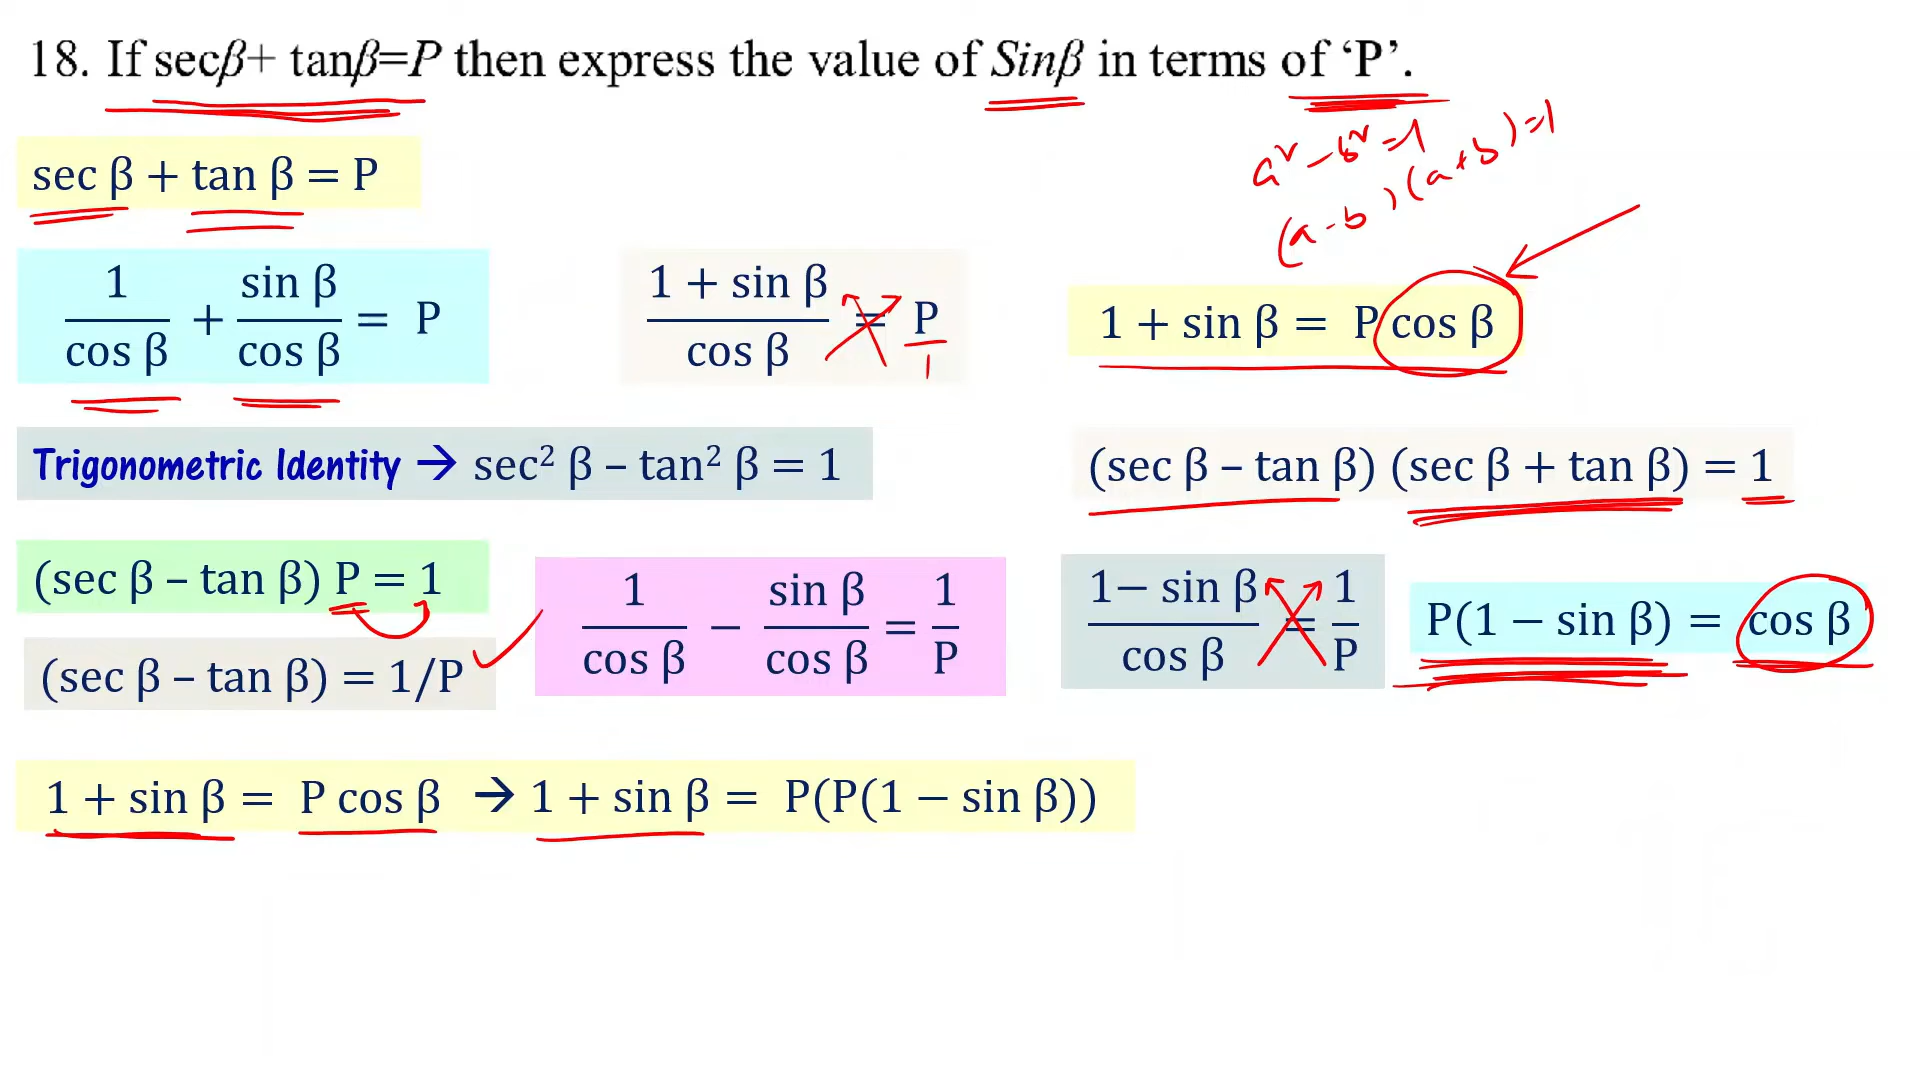 18. If secβ+ tanβ=P then express the value of Sinβ in terms of ‘P’.
a² – b² = 1
(a - b) (a + b) = 1
sec β + tan β = P
1/cos β + sin β/cos β = P
1 + sin β/cos β = P/1
1 + sin β = P cos β
Trigonometric Identity → sec² β – tan² β = 1
(sec β – tan β) (sec β + tan β) = 1
(sec β – tan β) P = 1
(sec β – tan β) = 1/P
1/cos β − sin β/cos β = 1/P
1− sin β/cos β = 1/P
P(1 − sin β) = cos β
1 + sin β = P cos β → 1 + sin β = P(P(1 − sin β))